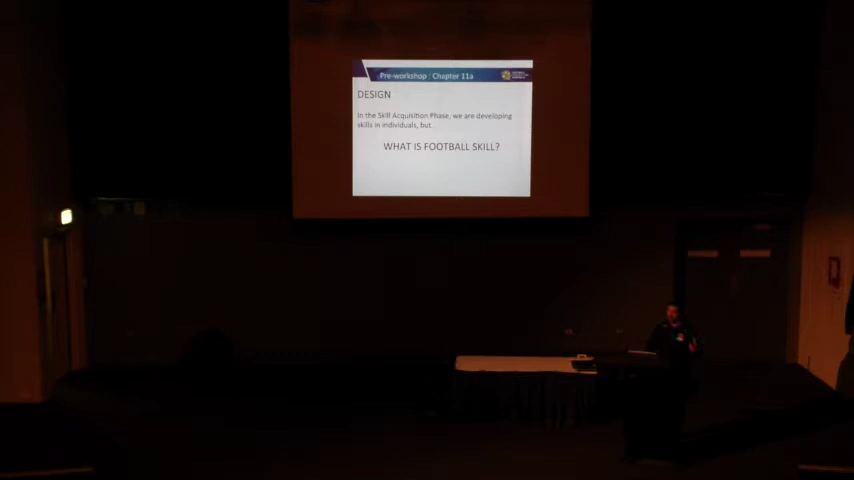 Pre-workshop : Chapter 11a
DESIGN
In the Skill Acquisition Phase, we are developing
skills in individuals, but
WHAT IS FOOTBALL SKILL?